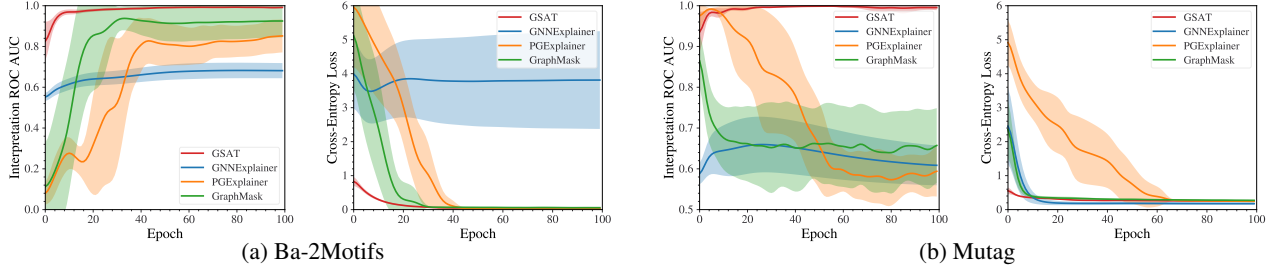 Interpretation ROC AUC
1.0
0.8
0.6
0.4
0.2
0.0
0 20 40 60 80 100
Epoch
GSAT
GNNExplainer
PGExplainer
GraphMask
Cross-Entropy Loss
6
5
4
3
2
1
0
0 20 40 60 80 100
Epoch
GSAT
GNNExplainer
PGExplainer
GraphMask
(a) Ba-2Motifs
Interpretation ROC AUC
1.0
0.9
0.8
0.7
0.6
0.5
0 20 40 60 80 100
Epoch
GSAT
GNNExplainer
PGExplainer
GraphMask
Cross-Entropy Loss
6
5
4
3
2
1
0
0 20 40 60 80 100
Epoch
GSAT
GNNExplainer
PGExplainer
GraphMask
(b) Mutag